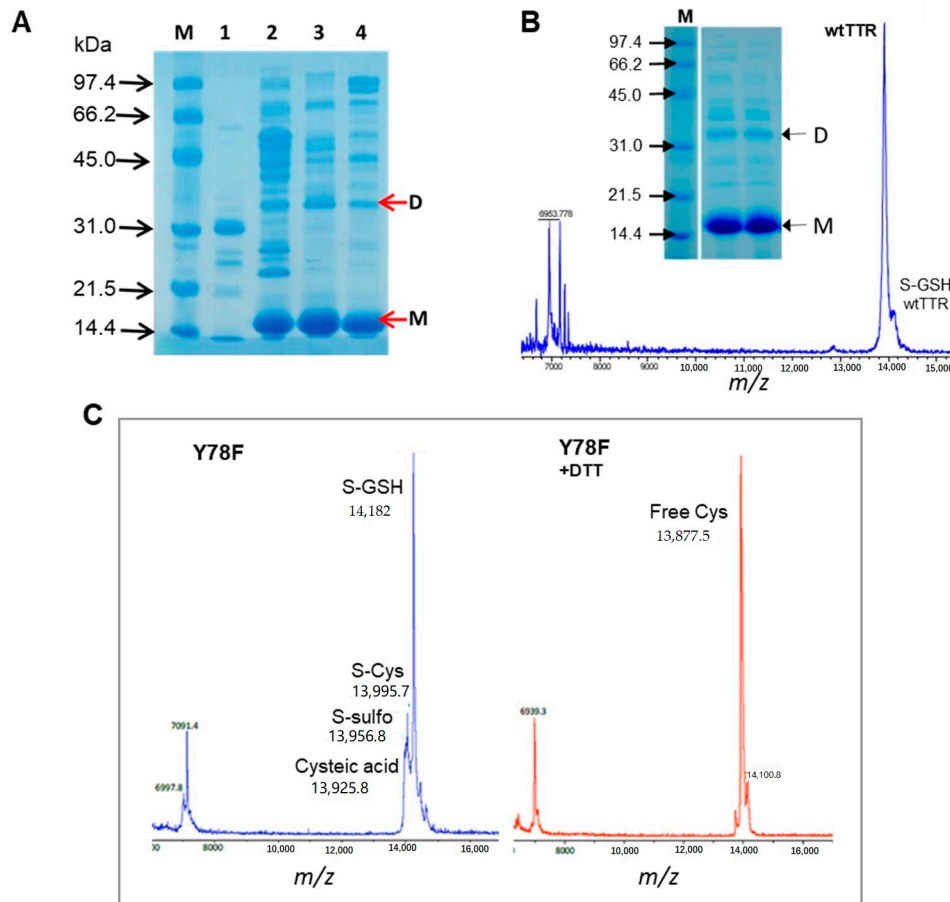 A
kDa
M 1 2 3 4
97.4
66.2
45.0
31.0
21.5
14.4
D
M
B
M
97.4
66.2
45.0
31.0
21.5
14.4
D
M
wtTTR
S-GSH
wtTTR
6953.778
7000 8000 9000 10,000 11,000 12,000 13,000 14,000 15,00
m/z
C
Y78F
S-GSH
14,182
S-Cys
13,995.7
S-sulfo
13,956.8
Cysteic acid
13,925.8
7091.4
6997.8
00 8000 10,000 12,000 14,000 16,000
m/z
Y78F
+DTT
Free Cys
13,877.5
6939.3
14,100.8
8000 10,000 12,000 14,000 16,000
m/z